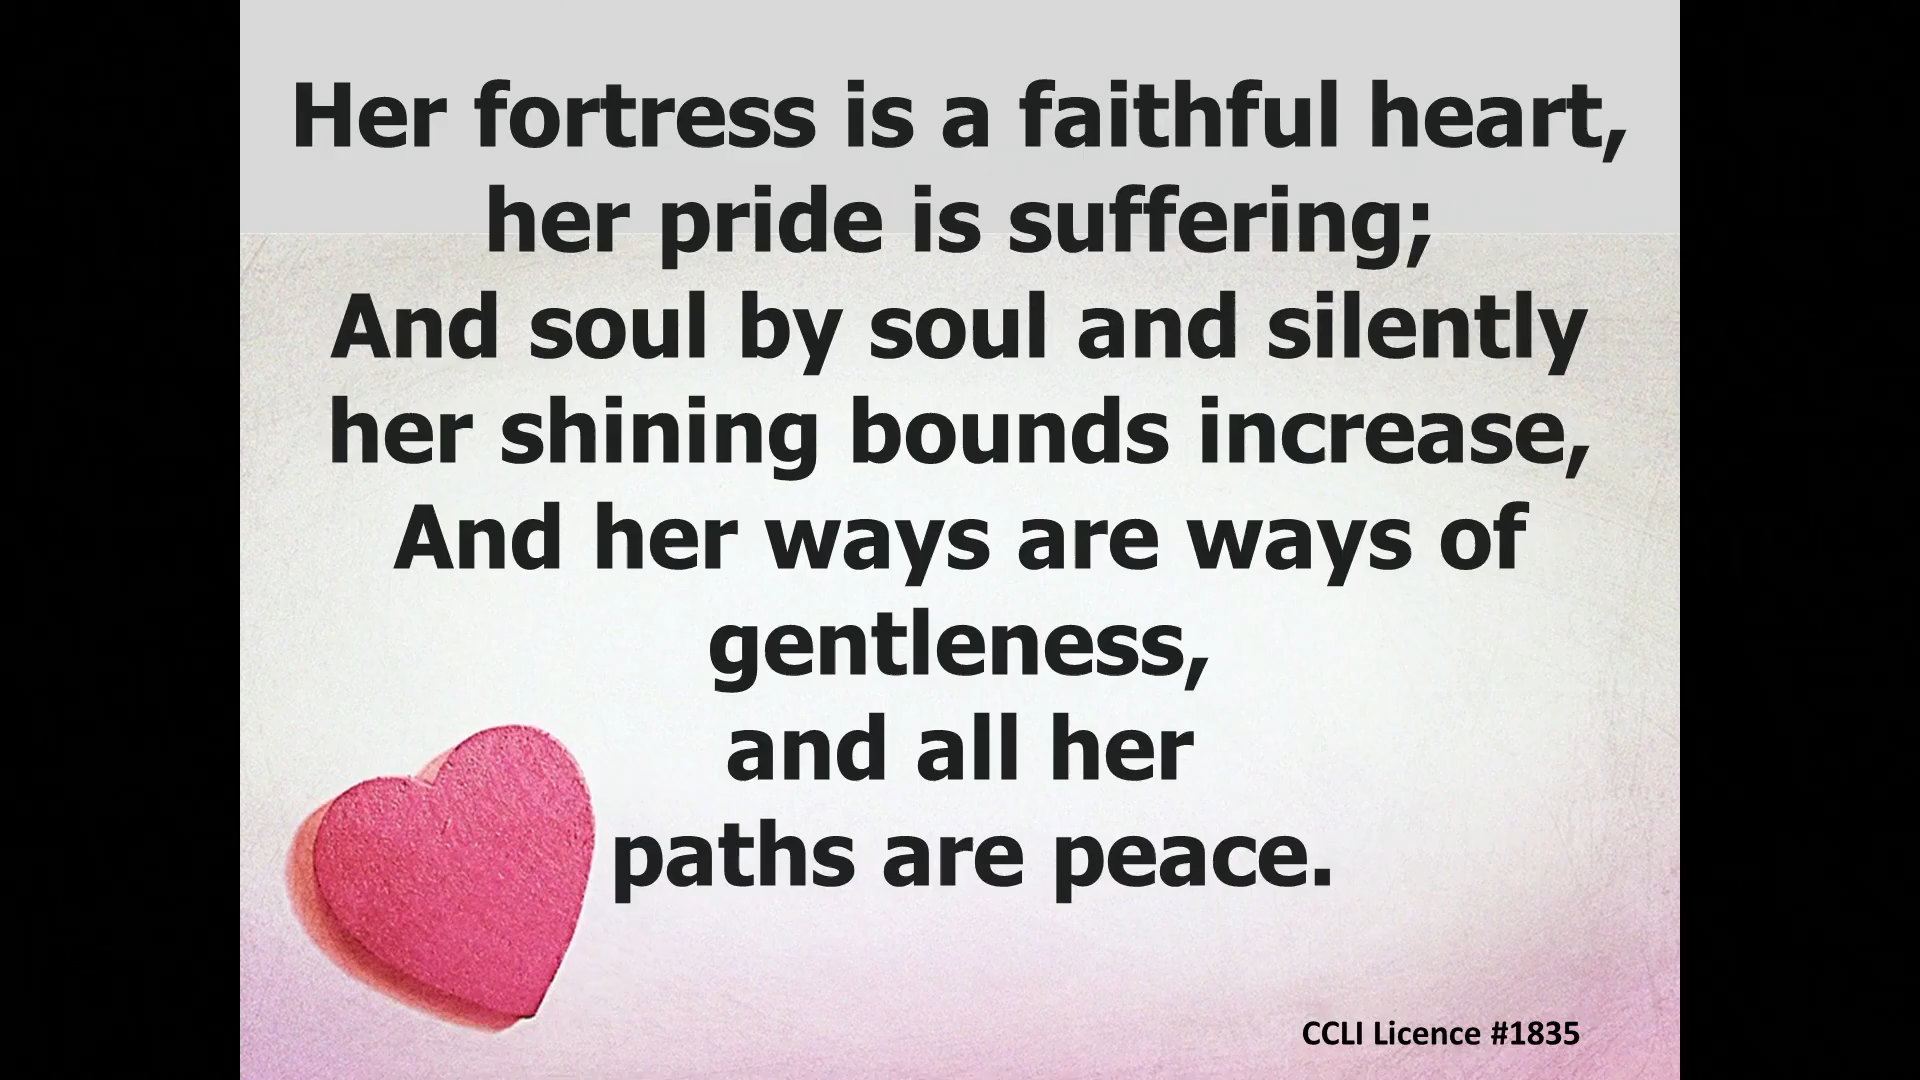 Her fortress is a faithful heart,
her pride is suffering;
And soul by soul and silently
her shining bounds increase,
And her ways are ways of
gentleness,
and all her
paths are peace.
CCLI Licence #1835